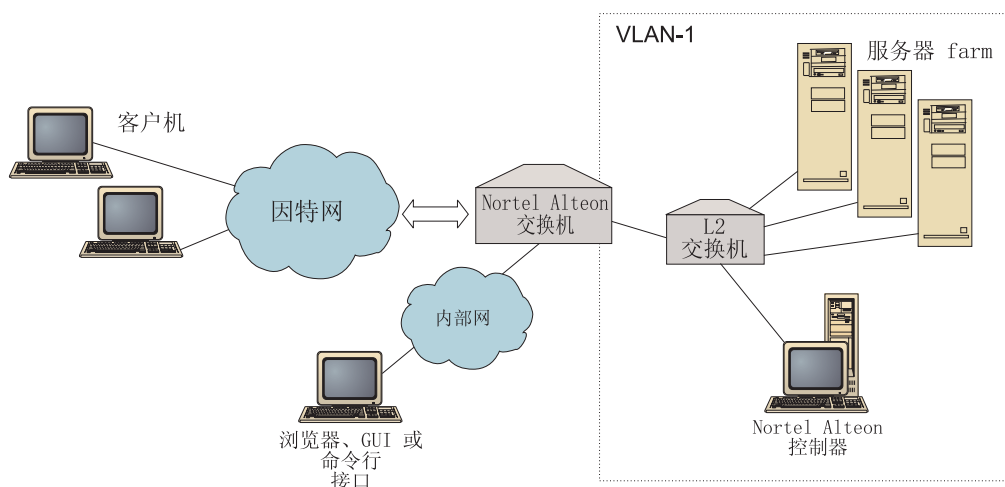 VLAN-1
服务器 farm
客户机
因特网
Nortel Alteon
交换机
L2
交换机
内部网
浏览器、GUI 或
命令行
接口
Nortel Alteon
控制器